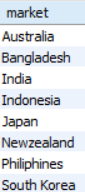 market
Australia
Bangladesh
India
Indonesia
Japan
Newzealand
Philiphines
South Korea